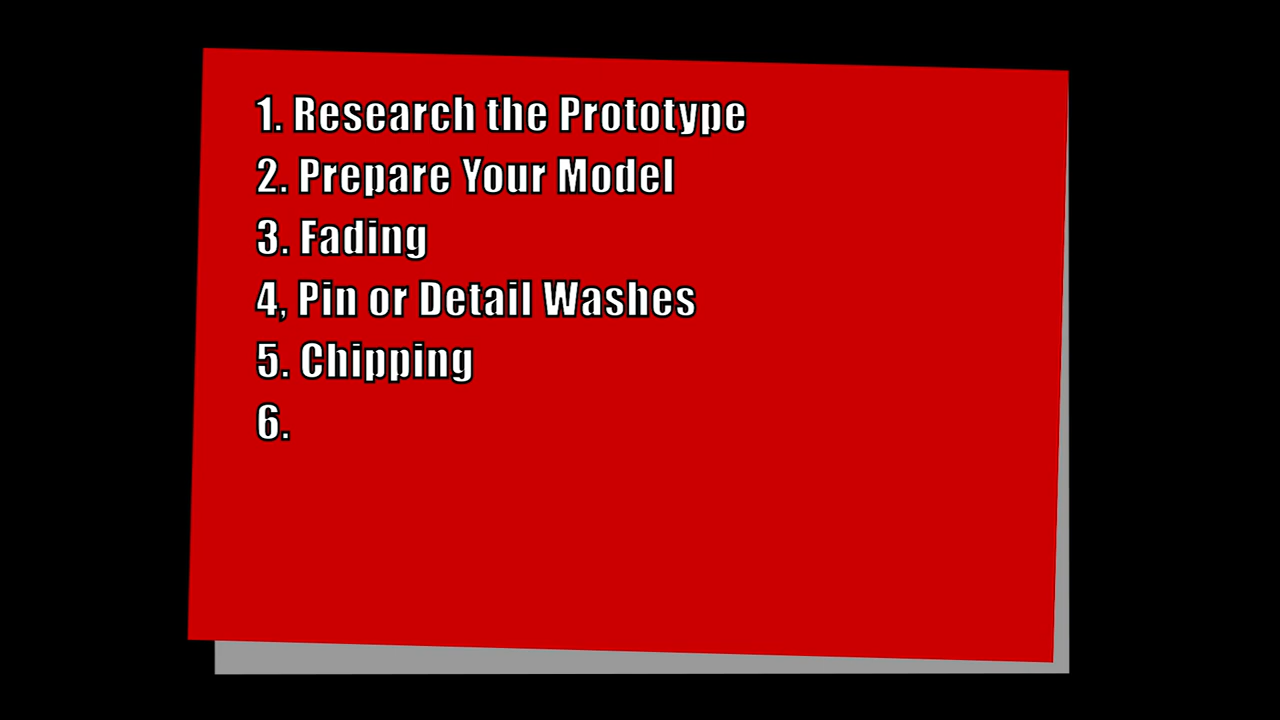 1. Research the Prototype
2. Prepare Your Model
3. Fading
4, Pin or Detail Washes
5. Chipping
6.